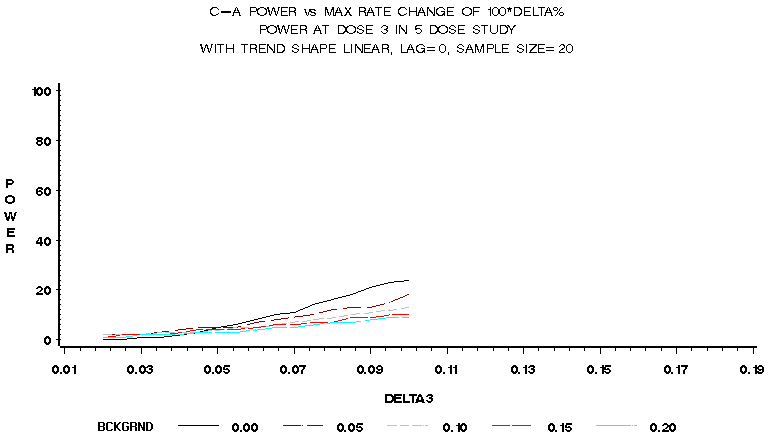 C-A POWER vs MAX RATE CHANGE OF 100*DELTA%
POWER AT DOSE 3 IN 5 DOSE STUDY
WITH TREND SHAPE LINEAR, LAG=0, SAMPLE SIZE=20
100
80
60
40
20
0
POWER
0.01 0.03 0.05 0.07 0.09 0.11 0.13 0.15 0.17 0.19
DELTA3
BCKGRND 0.00 0.05 0.10 0.15 0.20